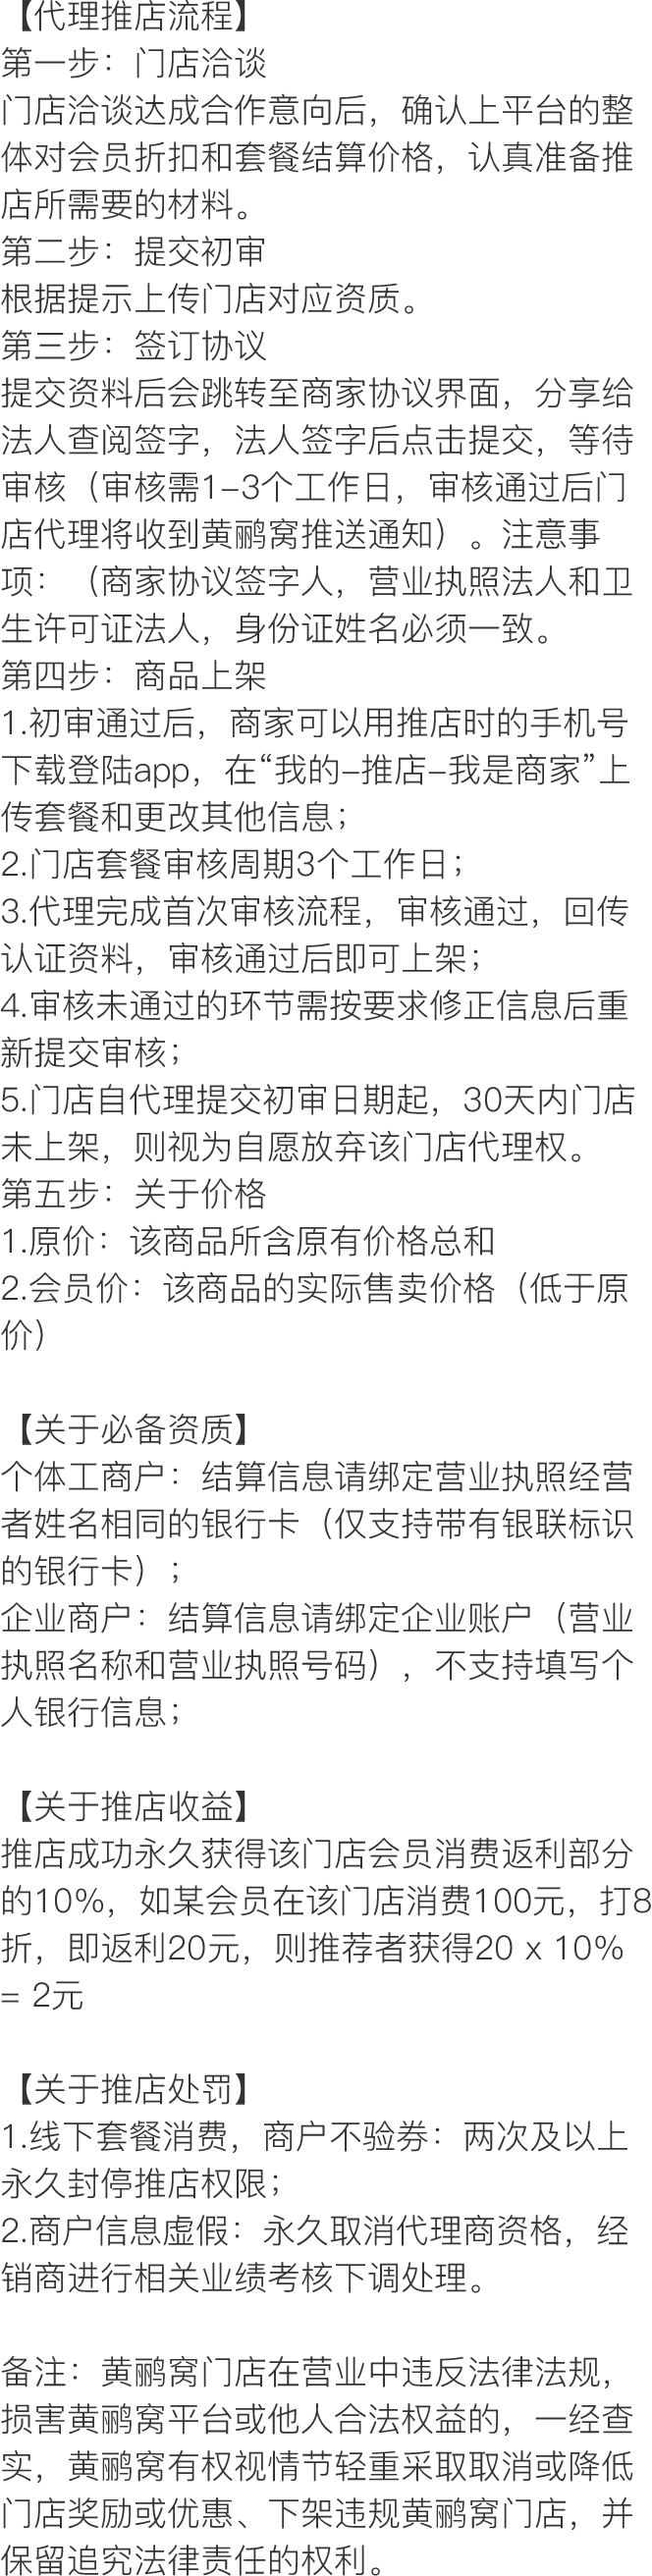 【代理推店流程】
第一步：门店洽谈
门店洽谈达成合作意向后，确认上平台的整
体对会员折扣和套餐结算价格，认真准备推
店所需要的材料。
第二步：提交初审
根据提示上传门店对应资质。
第三步：签订协议
提交资料后会跳转至商家协议界面，分享给
法人查阅签字，法人签字后点击提交，等待
审核（审核需1-3个工作日，审核通过后门
店代理将收到黄鹂窝推送通知）。注意事
项：（商家协议签字人，营业执照法人和卫
生许可证法人，身份证姓名必须一致。
第四步：商品上架
1.初审通过后，商家可以用推店时的手机号
下载登陆app，在“我的-推店-我是商家”上
传套餐和更改其他信息；
2.门店套餐审核周期3个工作日；
3.代理完成首次审核流程，审核通过，回传
认证资料，审核通过后即可上架；
4.审核未通过的环节需按要求修正信息后重
新提交审核；
5.门店自代理提交初审日期起，30天内门店
未上架，则视为自愿放弃该门店代理权。
第五步：关于价格
1.原价：该商品所含原有价格总和
2.会员价：该商品的实际售卖价格（低于原
价）
【关于必备资质】
个体工商户：结算信息请绑定营业执照经营
者姓名相同的银行卡（仅支持带有银联标识
的银行卡）；
企业商户：结算信息请绑定企业账户（营业
执照名称和营业执照号码），不支持填写个
人银行信息；
【关于推店收益】
推店成功永久获得该门店会员消费返利部分
的10%，如某会员在该门店消费100元，打8
折，即返利20元，则推荐者获得20 x 10%
= 2元
【关于推店处罚】
1.线下套餐消费，商户不验券：两次及以上
永久封停推店权限；
2.商户信息虚假：永久取消代理商资格，经
销商进行相关业绩考核下调处理。
备注：黄鹂窝门店在营业中违反法律法规，
损害黄鹂窝平台或他人合法权益的，一经查
实，黄鹂窝有权视情节轻重采取取消或降低
门店奖励或优惠、下架违规黄鹂窝门店，并
保留追究法律责任的权利。